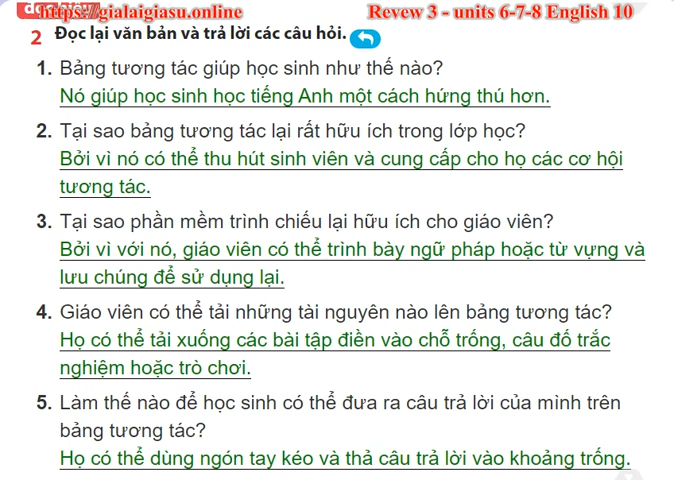 https://gialaigiasu.online
Revew 3 - units 6-7-8 English 10
2 Đọc lại văn bản và trả lời các câu hỏi.
1. Bảng tương tác giúp học sinh như thế nào?
Nó giúp học sinh học tiếng Anh một cách hứng thú hơn.
2. Tại sao bảng tương tác lại rất hữu ích trong lớp học?
Bởi vì nó có thể thu hút sinh viên và cung cấp cho họ các cơ hội
tương tác.
3. Tại sao phần mềm trình chiếu lại hữu ích cho giáo viên?
Bởi vì với nó, giáo viên có thể trình bày ngữ pháp hoặc từ vựng và
lưu chúng để sử dụng lại.
4. Giáo viên có thể tải những tài nguyên nào lên bảng tương tác?
Họ có thể tải xuống các bài tập điền vào chỗ trống, câu đố trắc
nghiệm hoặc trò chơi.
5. Làm thế nào để học sinh có thể đưa ra câu trả lời của mình trên
bảng tương tác?
Họ có thể dùng ngón tay kéo và thả câu trả lời vào khoảng trống.